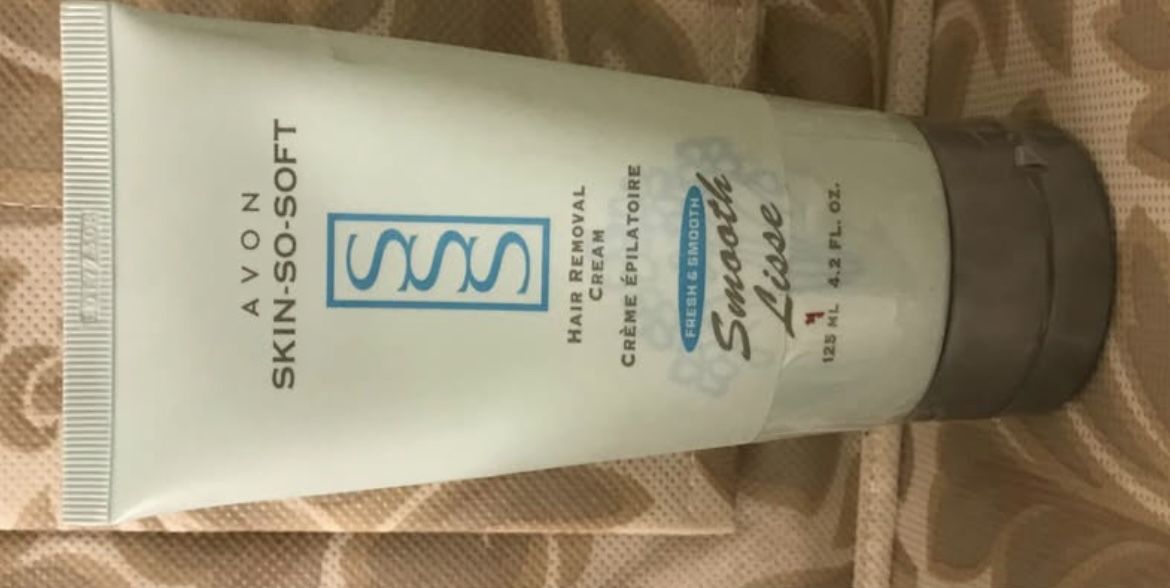 AVON
SKIN-SO-SOFT
SSS
HAIR REMOVAL
CREAM
CRÈME ÉPILATOIRE
FRESH & SMOOTH
Smooth
Lisse
125 ML 4.2 FL. OZ.